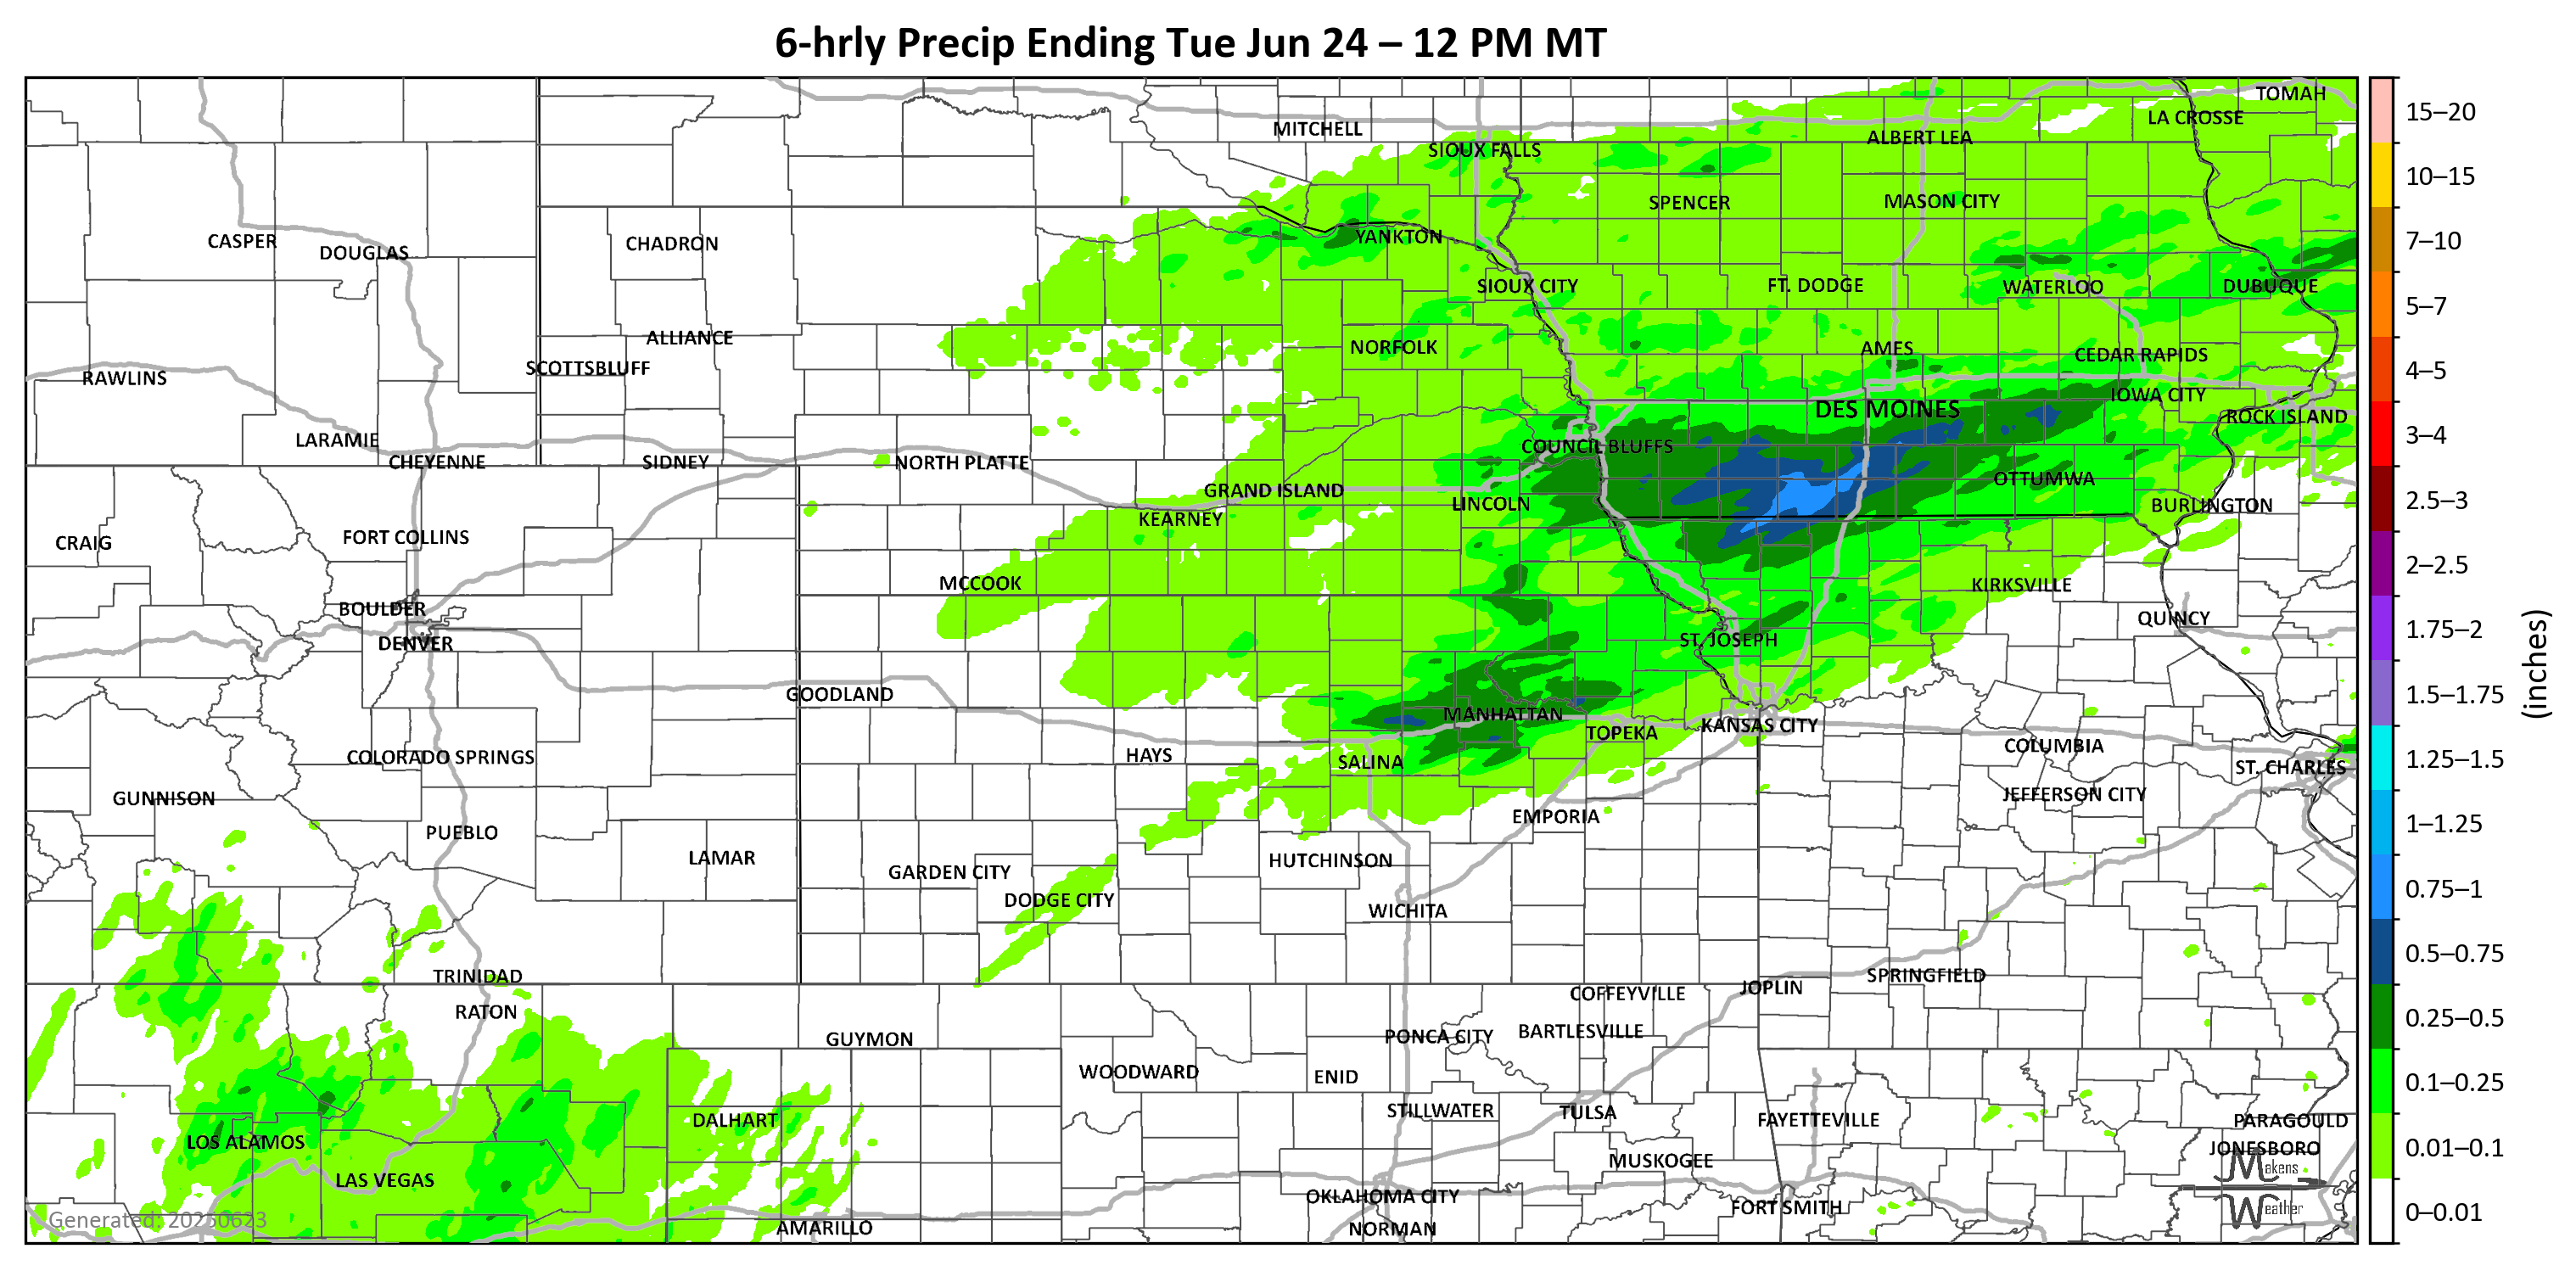 6-hrly Precip Ending Tue Jun 24 – 12 PM MT
TOMAH
LA CROSSE
MITCHELL
ALBERT LEA
SIOUX FALLS
SPENCER
MASON CITY
CASPER
DOUGLAS
CHADRON
YANKTON
SIOUX CITY
FT. DODGE
WATERLOO
DUBUQUE
ALLIANCE
NORFOLK
AMES
CEDAR RAPIDS
RAWLINS
SCOTTSBLUFF
IOWA CITY
DES MOINES
ROCK ISLAND
LARAMIE
COUNCIL BLUFFS
CHEYENNE
SIDNEY
NORTH PLATTE
GRAND ISLAND
OTTUMWA
LINCOLN
BURLINGTON
KEARNEY
CRAIG
FORT COLLINS
MCCOOK
KIRKSVILLE
BOULDER
QUINCY
DENVER
ST. JOSEPH
GOODLAND
MANHATTAN
TOPEKA
KANSAS CITY
COLORADO SPRINGS
HAYS
SALINA
COLUMBIA
ST. CHARLES
GUNNISON
JEFFERSON CITY
PUEBLO
EMPORIA
LAMAR
HUTCHINSON
GARDEN CITY
DODGE CITY
WICHITA
TRINIDAD
SPRINGFIELD
JOPLIN
COFFEYVILLE
RATON
GUYMON
PONCA CITY
BARTLESVILLE
WOODWARD
ENID
DALHART
STILLWATER
TULSA
FAYETTEVILLE
PARAGOULD
LOS ALAMOS
JONESBORO
LAS VEGAS
MUSKOGEE
OKLAHOMA CITY
FORT SMITH
AMARILLO
NORMAN
Generated: 20250623
Makens
Weather
15–20
10–15
7–10
5–7
4–5
3–4
2.5–3
2–2.5
1.75–2
1.5–1.75
1.25–1.5
1–1.25
0.75–1
0.5–0.75
0.25–0.5
0.1–0.25
0.01–0.1
0–0.01
(inches)